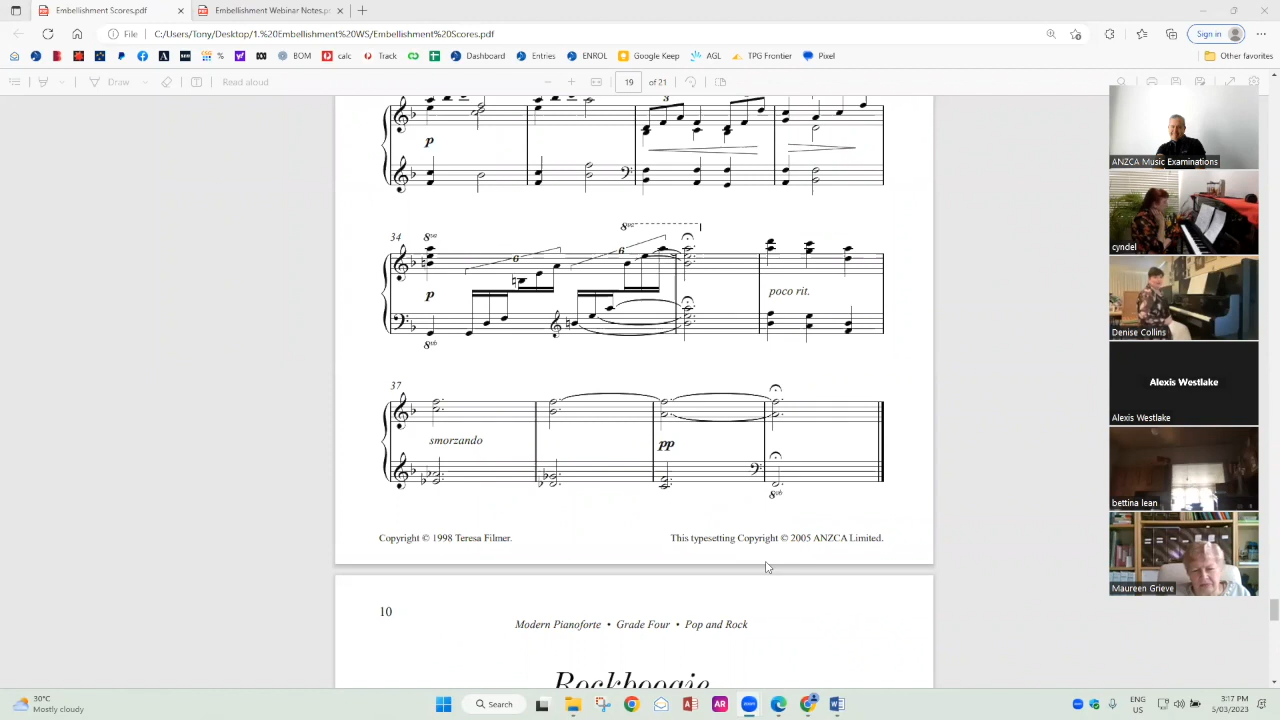 Embellishment Scores.pdf
Embellishment Webinar Notes.p
File C:/Users/Tony/Desktop/1.%20Embellishment%20WS/Embellishment%20Scores.pdf
Sign in
BOM calc Track Dashboard Entries ENROL Google Keep AGL TPG Frontier Pixel Other favorites
Draw Read aloud 19 of 21
3
p
34
8va
8va
6
6
p
poco rit.
8vb
37
smorzando
pp
8vb
Copyright © 1998 Teresa Filmer.
This typesetting Copyright © 2005 ANZCA Limited.
10
Modern Pianoforte • Grade Four • Pop and Rock
Rockboogie
ANZCA Music Examinations
cyndel
Denise Collins
Alexis Westlake
Alexis Westlake
bettina lean
Maureen Grieve
30°C
Mostly cloudy
Search
ENG
US
3:17 PM
5/03/2023